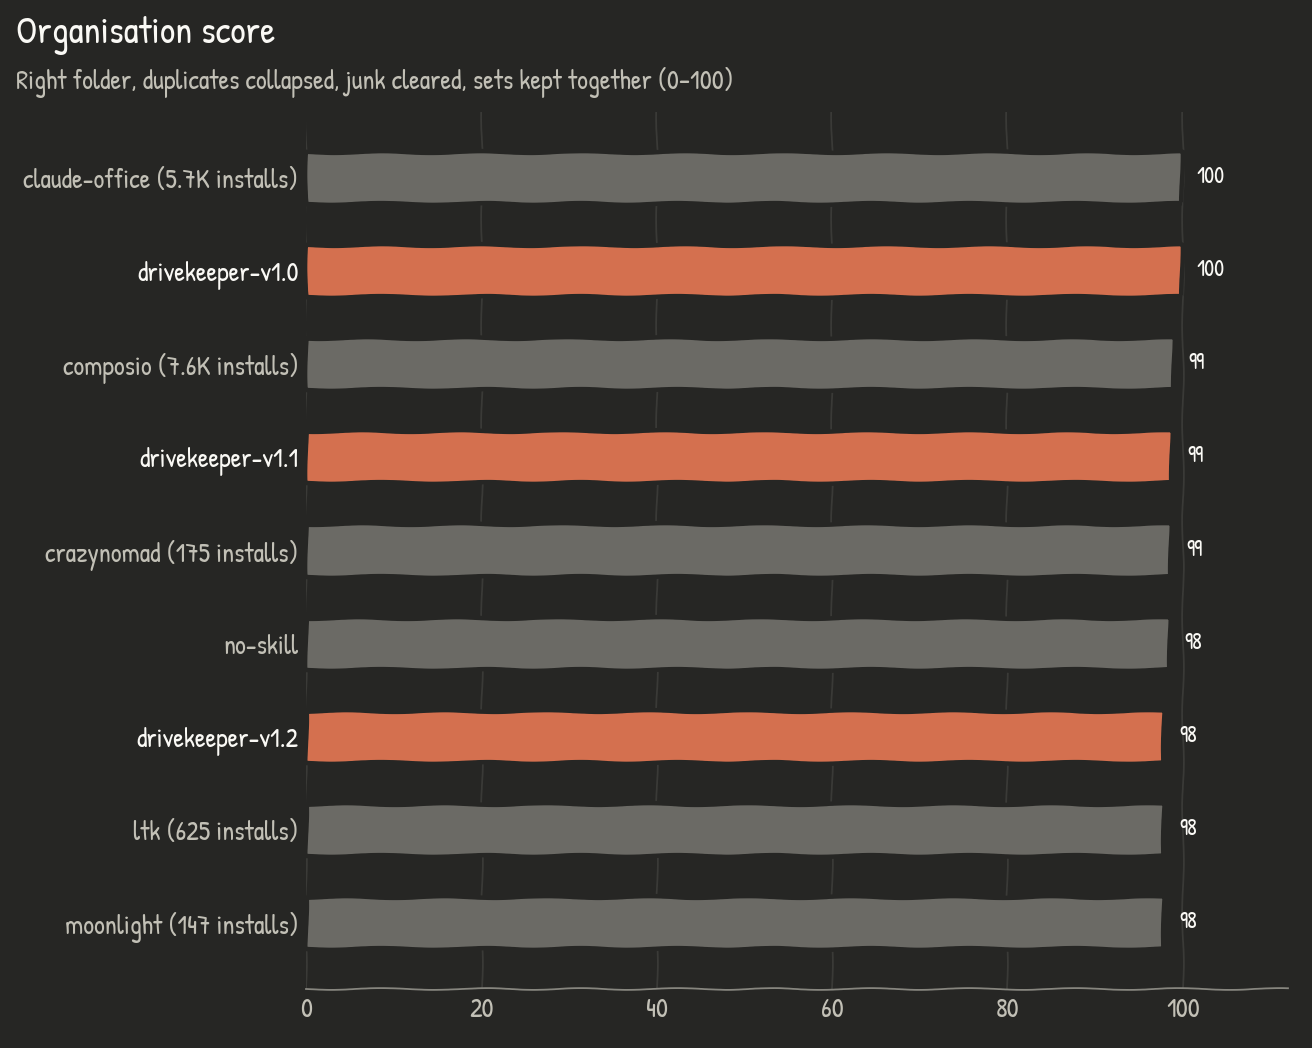 Organisation score
Right folder, duplicates collapsed, junk cleared, sets kept together (0–100)
claude-office (5.7K installs) 100
drivekeeper-v1.0 100
composio (7.6K installs) 99
drivekeeper-v1.1 99
crazynomad (175 installs) 99
no-skill 98
drivekeeper-v1.2 98
ltk (625 installs) 98
moonlight (147 installs) 98
0 20 40 60 80 100